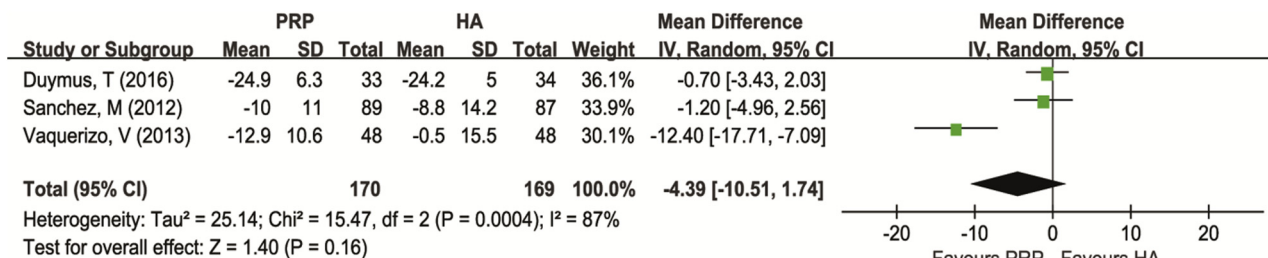 PRP HA Mean Difference Mean Difference
Study or Subgroup Mean SD Total Mean SD Total Weight IV, Random, 95% CI IV, Random, 95% CI
Duymus, T (2016) -24.9 6.3 33 -24.2 5 34 36.1% -0.70 [-3.43, 2.03]
Sanchez, M (2012) -10 11 89 -8.8 14.2 87 33.9% -1.20 [-4.96, 2.56]
Vaquerizo, V (2013) -12.9 10.6 48 -0.5 15.5 48 30.1% -12.40 [-17.71, -7.09]
Total (95% CI) 170 169 100.0% -4.39 [-10.51, 1.74]
Heterogeneity: Tau² = 25.14; Chi² = 15.47, df = 2 (P = 0.0004); I² = 87%
Test for overall effect: Z = 1.40 (P = 0.16)
-20 -10 0 10 20
Favours PRP Favours HA